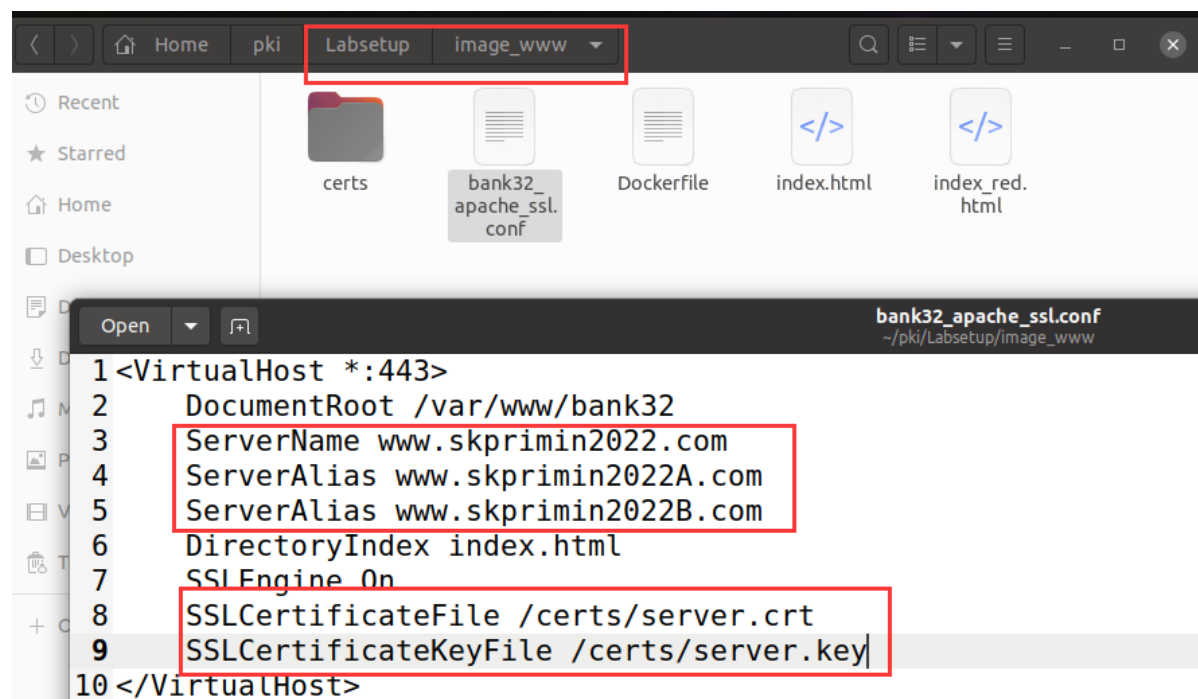 Home pki Labsetup image_www
Recent
Starred
Home
Desktop
certs
bank32_
apache_ssl.
conf
Dockerfile
index.html
index_red.
html
Open
bank32_apache_ssl.conf
~/pki/Labsetup/image_www
1 <VirtualHost *:443>
2 DocumentRoot /var/www/bank32
3 ServerName www.skprimin2022.com
4 ServerAlias www.skprimin2022A.com
5 ServerAlias www.skprimin2022B.com
6 DirectoryIndex index.html
7 SSLEngine On
8 SSLCertificateFile /certs/server.crt
9 SSLCertificateKeyFile /certs/server.key
10 </VirtualHost>